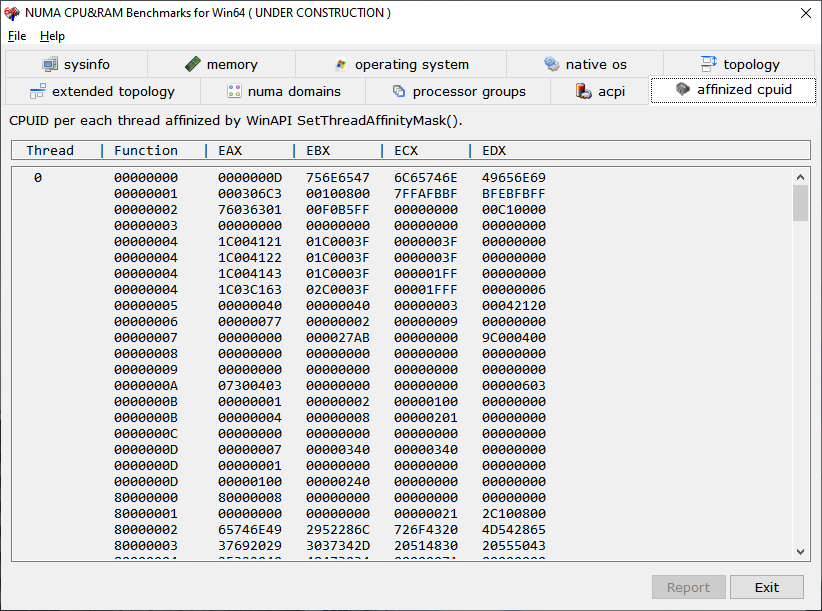 NUMA CPU&RAM Benchmarks for Win64 ( UNDER CONSTRUCTION )
File Help
sysinfo memory operating system native os topology
extended topology numa domains processor groups acpi affinized cpuid
CPUID per each thread affinized by WinAPI SetThreadAffinityMask().
Thread Function EAX EBX ECX EDX
0 00000000 0000000D 756E6547 6C65746E 49656E69
00000001 000306C3 00100800 7FFAFBBF BFEBFBFF
00000002 76036301 00F0B5FF 00000000 00C10000
00000003 00000000 00000000 00000000 00000000
00000004 1C004121 01C0003F 0000003F 00000000
00000004 1C004122 01C0003F 0000003F 00000000
00000004 1C004143 01C0003F 000001FF 00000000
00000004 1C03C163 02C0003F 00001FFF 00000006
00000005 00000040 00000040 00000003 00042120
00000006 00000077 00000002 00000009 00000000
00000007 00000000 000027AB 00000000 9C000400
00000008 00000000 00000000 00000000 00000000
00000009 00000000 00000000 00000000 00000000
0000000A 07300403 00000000 00000000 00000603
0000000B 00000001 00000002 00000100 00000000
0000000B 00000004 00000008 00000201 00000000
0000000C 00000000 00000000 00000000 00000000
0000000D 00000007 00000340 00000340 00000000
0000000D 00000001 00000000 00000000 00000000
0000000D 00000100 00000240 00000000 00000000
80000000 80000008 00000000 00000000 00000000
80000001 00000000 00000000 00000021 2C100800
80000002 65746E49 2952286C 726F4320 4D542865
80000003 37692029 3037342D 20514830 20555043
Report Exit